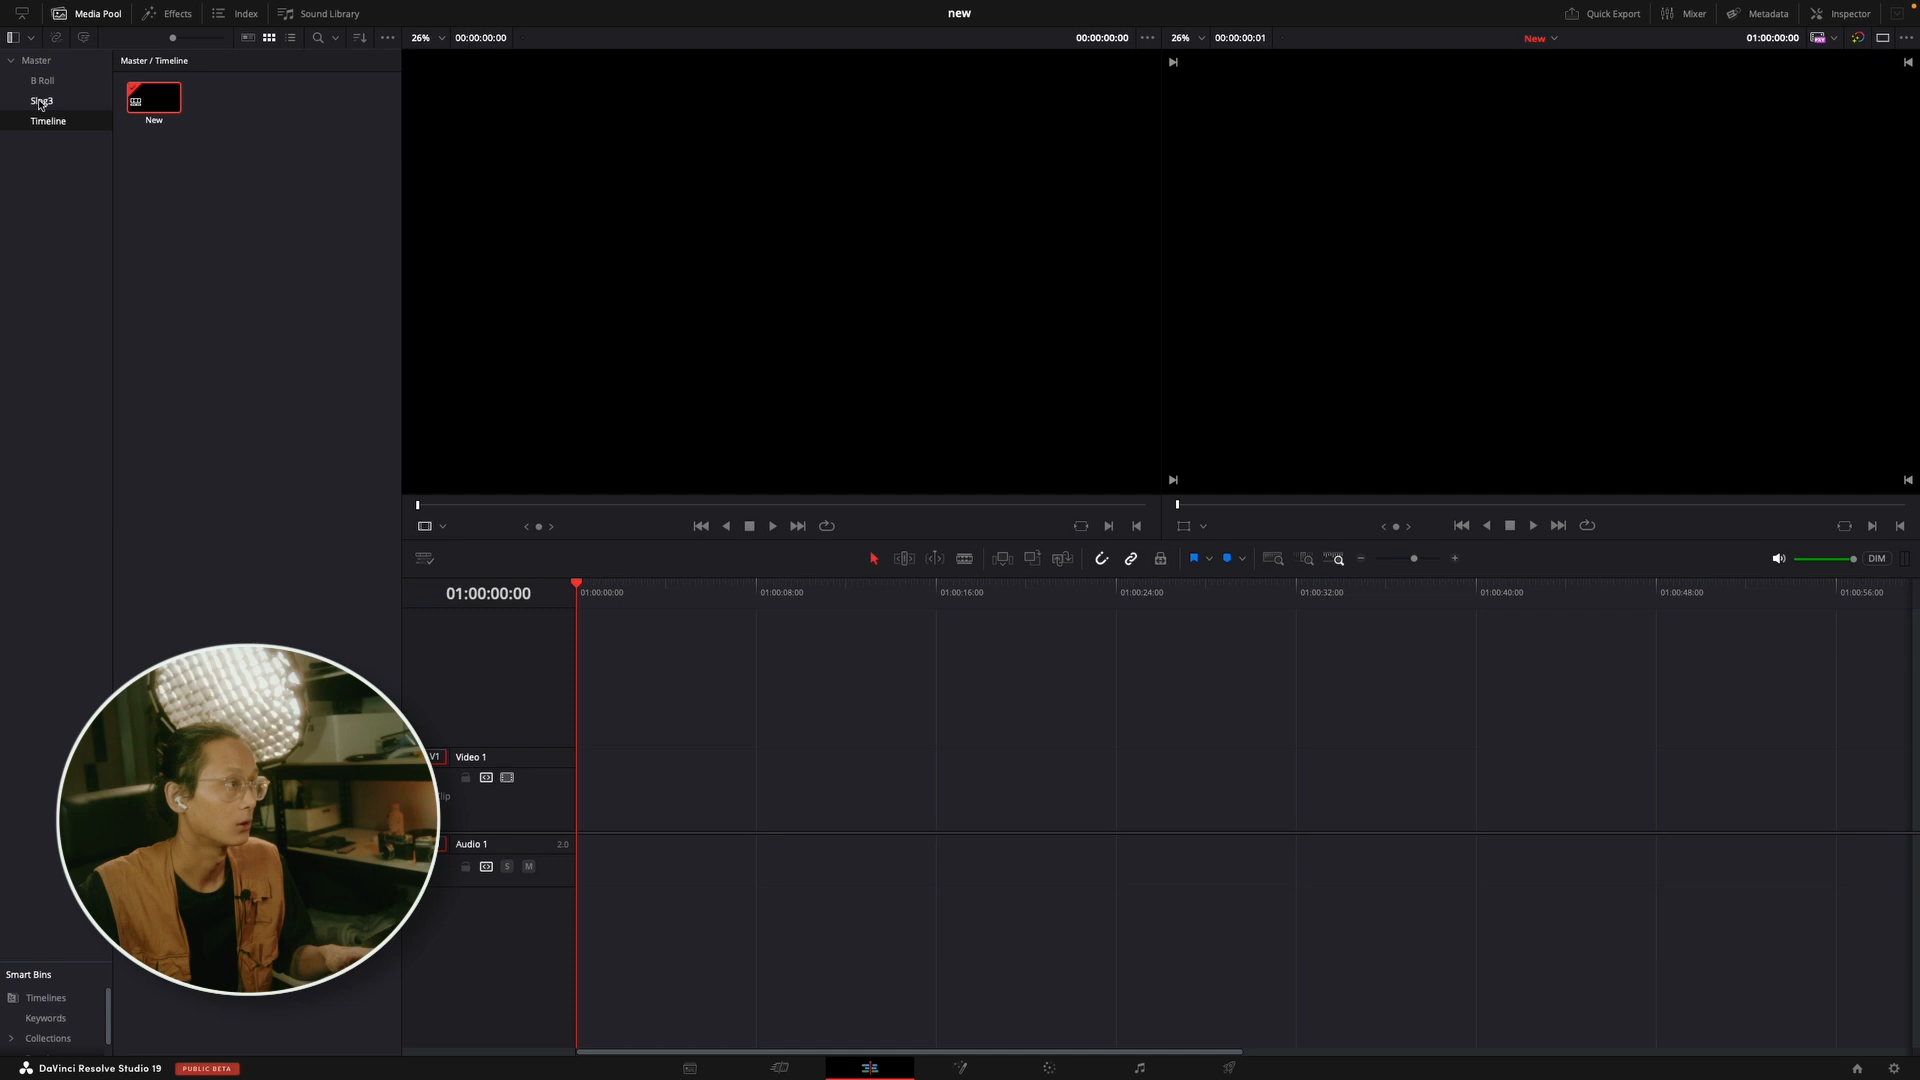 Media Pool
Effects
Index
Sound Library
new
Quick Export
Mixer
Metadata
Inspector
26%
00:00:00:00
00:00:00:00
26%
00:00:00:01
New
01:00:00:00
Master
B Roll
Sing3
Timeline
Master / Timeline
New
DIM
01:00:00:00
01:00:00:00
01:00:08:00
01:00:16:00
01:00:24:00
01:00:32:00
01:00:40:00
01:00:48:00
01:00:56:00
V1
Video 1
Audio 1
2.0
S
M
Smart Bins
Timelines
Keywords
Collections
DaVinci Resolve Studio 19
PUBLIC BETA